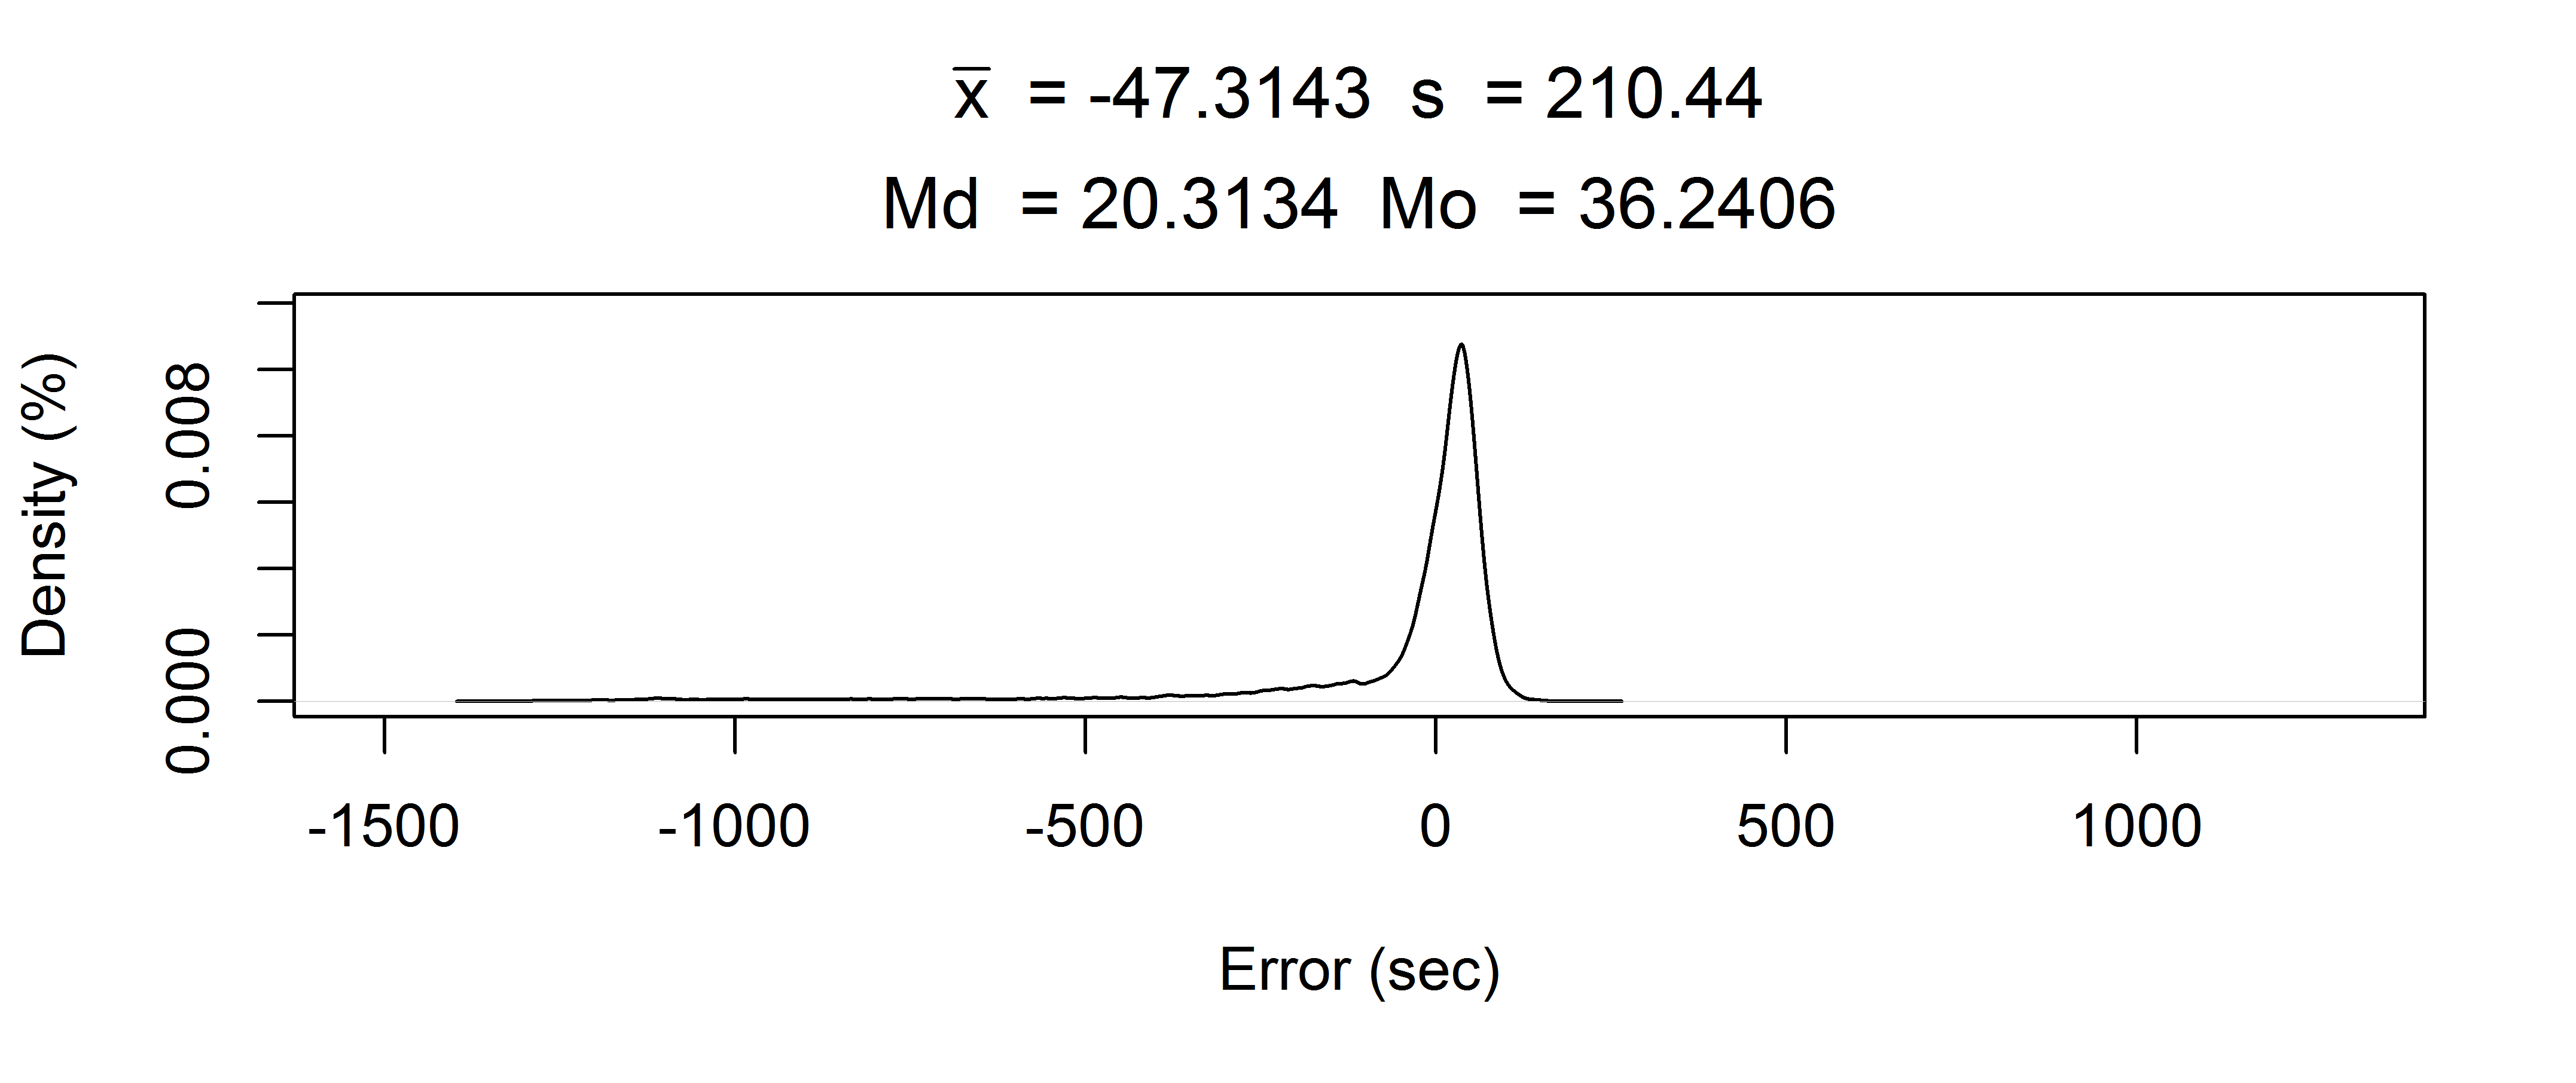 x̅ = -47.3143 s = 210.44
Md = 20.3134 Mo = 36.2406
Density (%)
0.008
0.000
-1500 -1000 -500 0 500 1000
Error (sec)